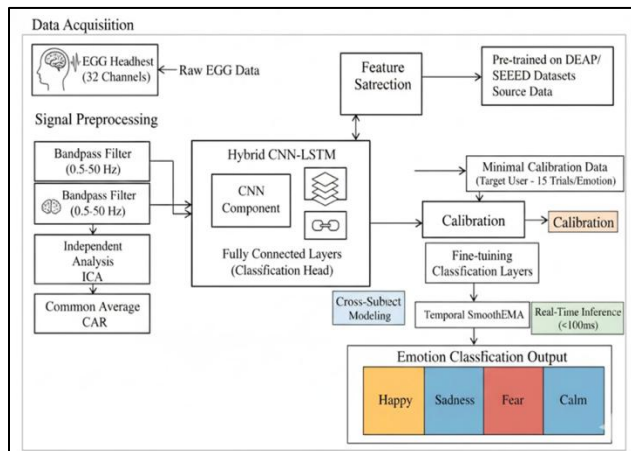 Data Acquisiition
EGG Headhest
(32 Channels)
Raw EGG Data
Feature
Satrection
Pre-trained on DEAP/
SEEED Datasets
Source Data
Signal Preprocessing
Bandpass Filter
(0.5-50 Hz)
Bandpass Filter
(0.5-50 Hz)
Independent
Analysis
ICA
Common Average
CAR
Hybrid CNN-LSTM
CNN
Component
Fully Connected Layers
(Classification Head)
Minimal Calibration Data
(Target User - 15 Trials/Emotion)
Calibration
Calibration
Fine-tuining
Classfication Layers
Cross-Subject
Modeling
Temporal SmoothEMA
Real-Time Inference
(<100ms)
Emotion Classfication Output
Happy
Sadness
Fear
Calm